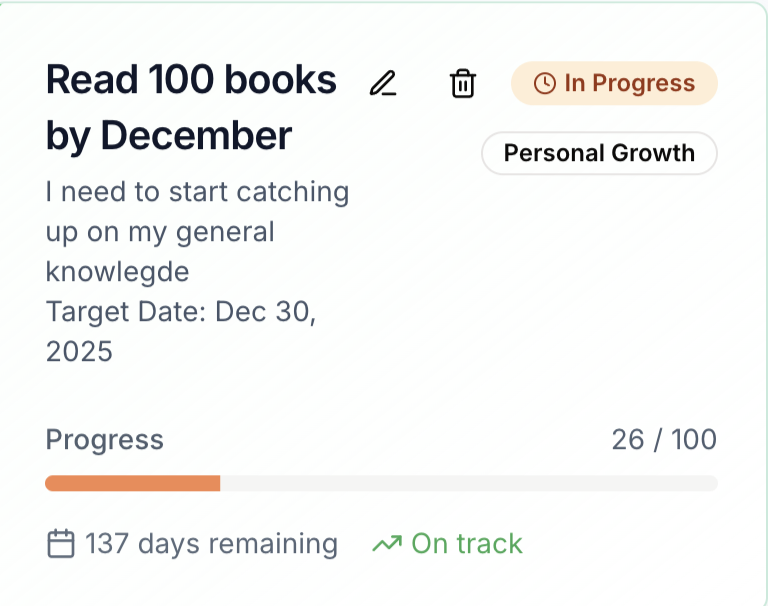 Read 100 books
by December
In Progress
Personal Growth
I need to start catching
up on my general
knowlegde
Target Date: Dec 30,
2025
Progress
26 / 100
137 days remaining
On track